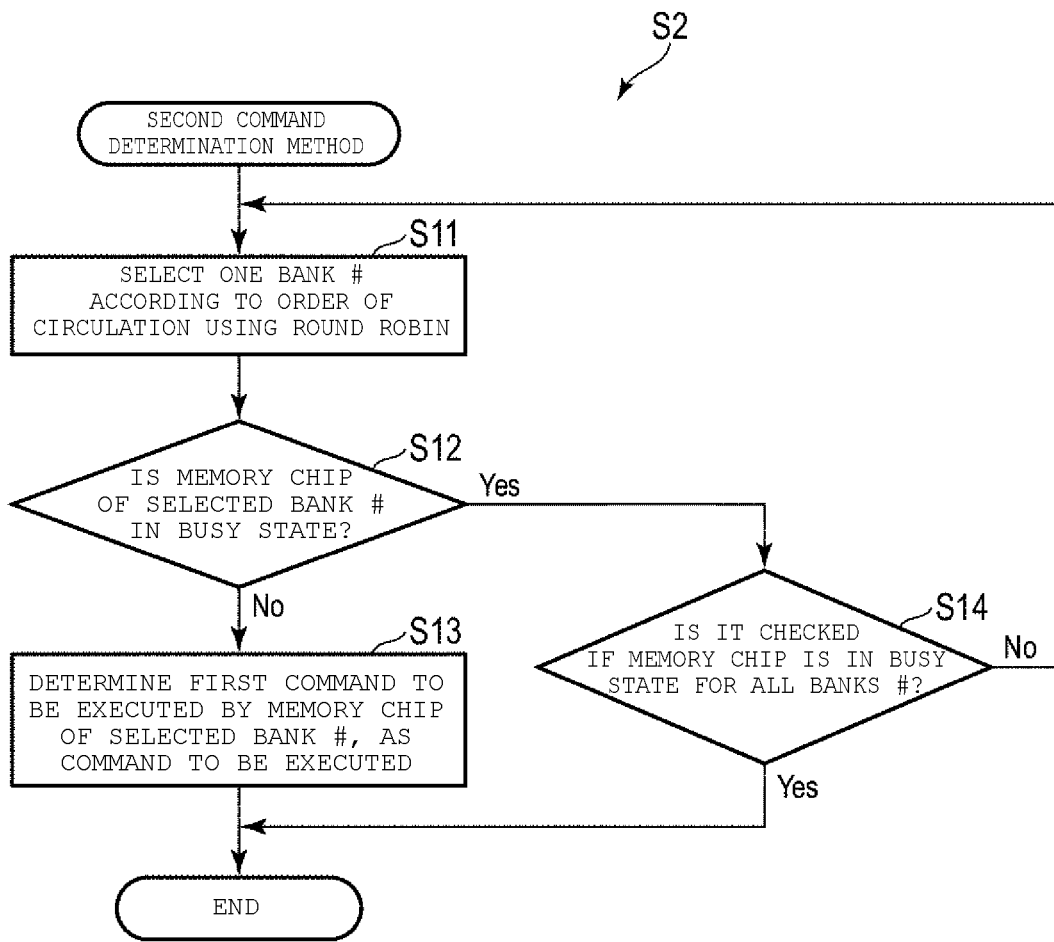 S2
SECOND COMMAND
DETERMINATION METHOD
S11
SELECT ONE BANK #
ACCORDING TO ORDER OF
CIRCULATION USING ROUND ROBIN
S12
IS MEMORY CHIP
OF SELECTED BANK #
IN BUSY STATE?
Yes
No
S13
DETERMINE FIRST COMMAND TO
BE EXECUTED BY MEMORY CHIP
OF SELECTED BANK #, AS
COMMAND TO BE EXECUTED
S14
IS IT CHECKED
IF MEMORY CHIP IS IN BUSY
STATE FOR ALL BANKS #?
No
Yes
END